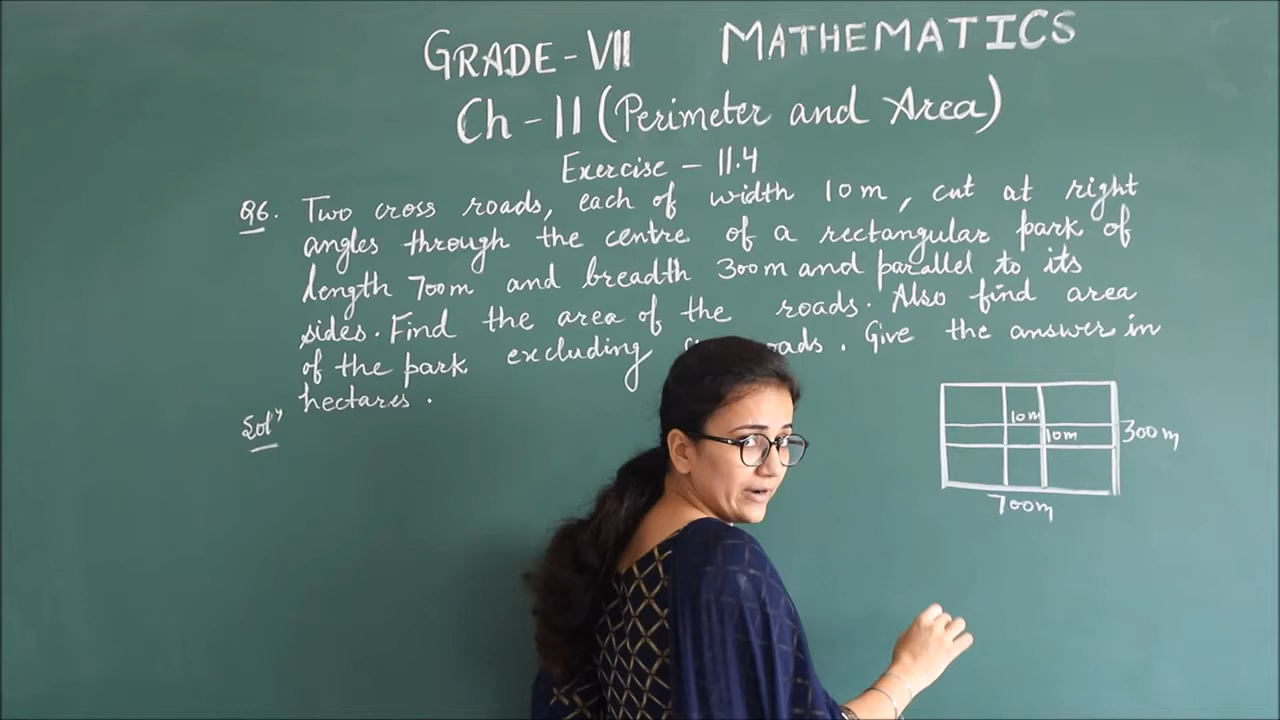 GRADE-VII MATHEMATICS
Ch-11 (Perimeter and Area)
Exercise - 11.4
Q6. Two cross roads, each of width 10m, cut at right
angles through the centre of a rectangular park of
length 700m and breadth 300m and parallel to its
sides. Find the area of the roads. Also find area
of the park excluding roads. Give the answer in
hectares.
Sol"
10m
10m
300m
700m